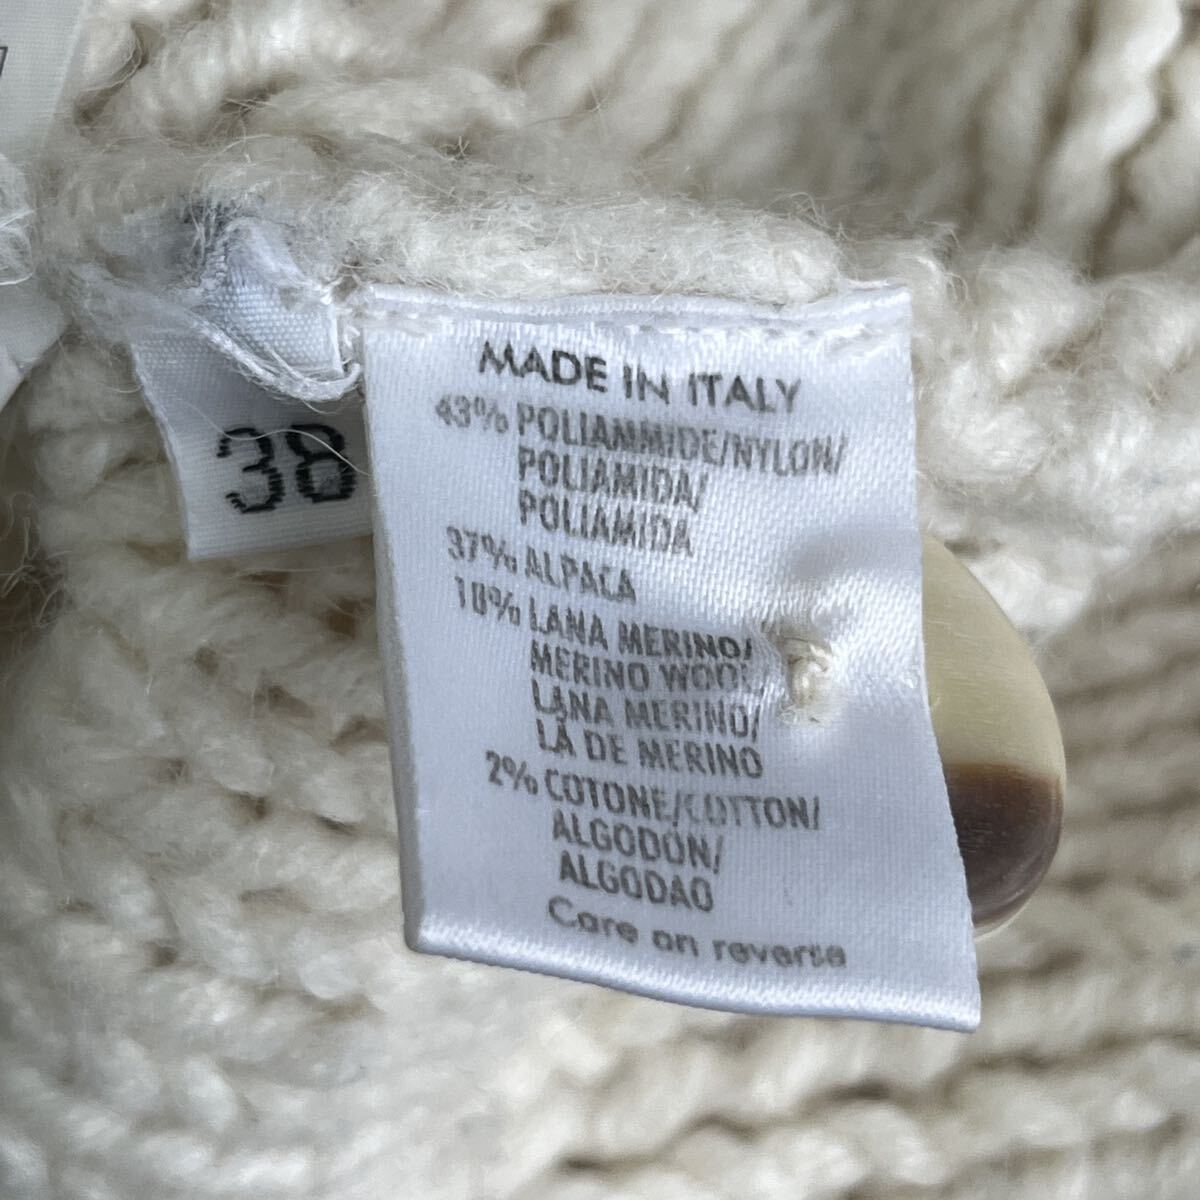 38
MADE IN ITALY
43% POLIAMMIDE/NYLON/
POLIAMIDA/
POLIAMIDA
37% ALPACA
18% LANA MERINO/
MERINO WOOL
LANA MERINO/
LÃ DE MERINO
2% COTONE/COTTON/
ALGODÓN/
ALGODAO
Care on reverse